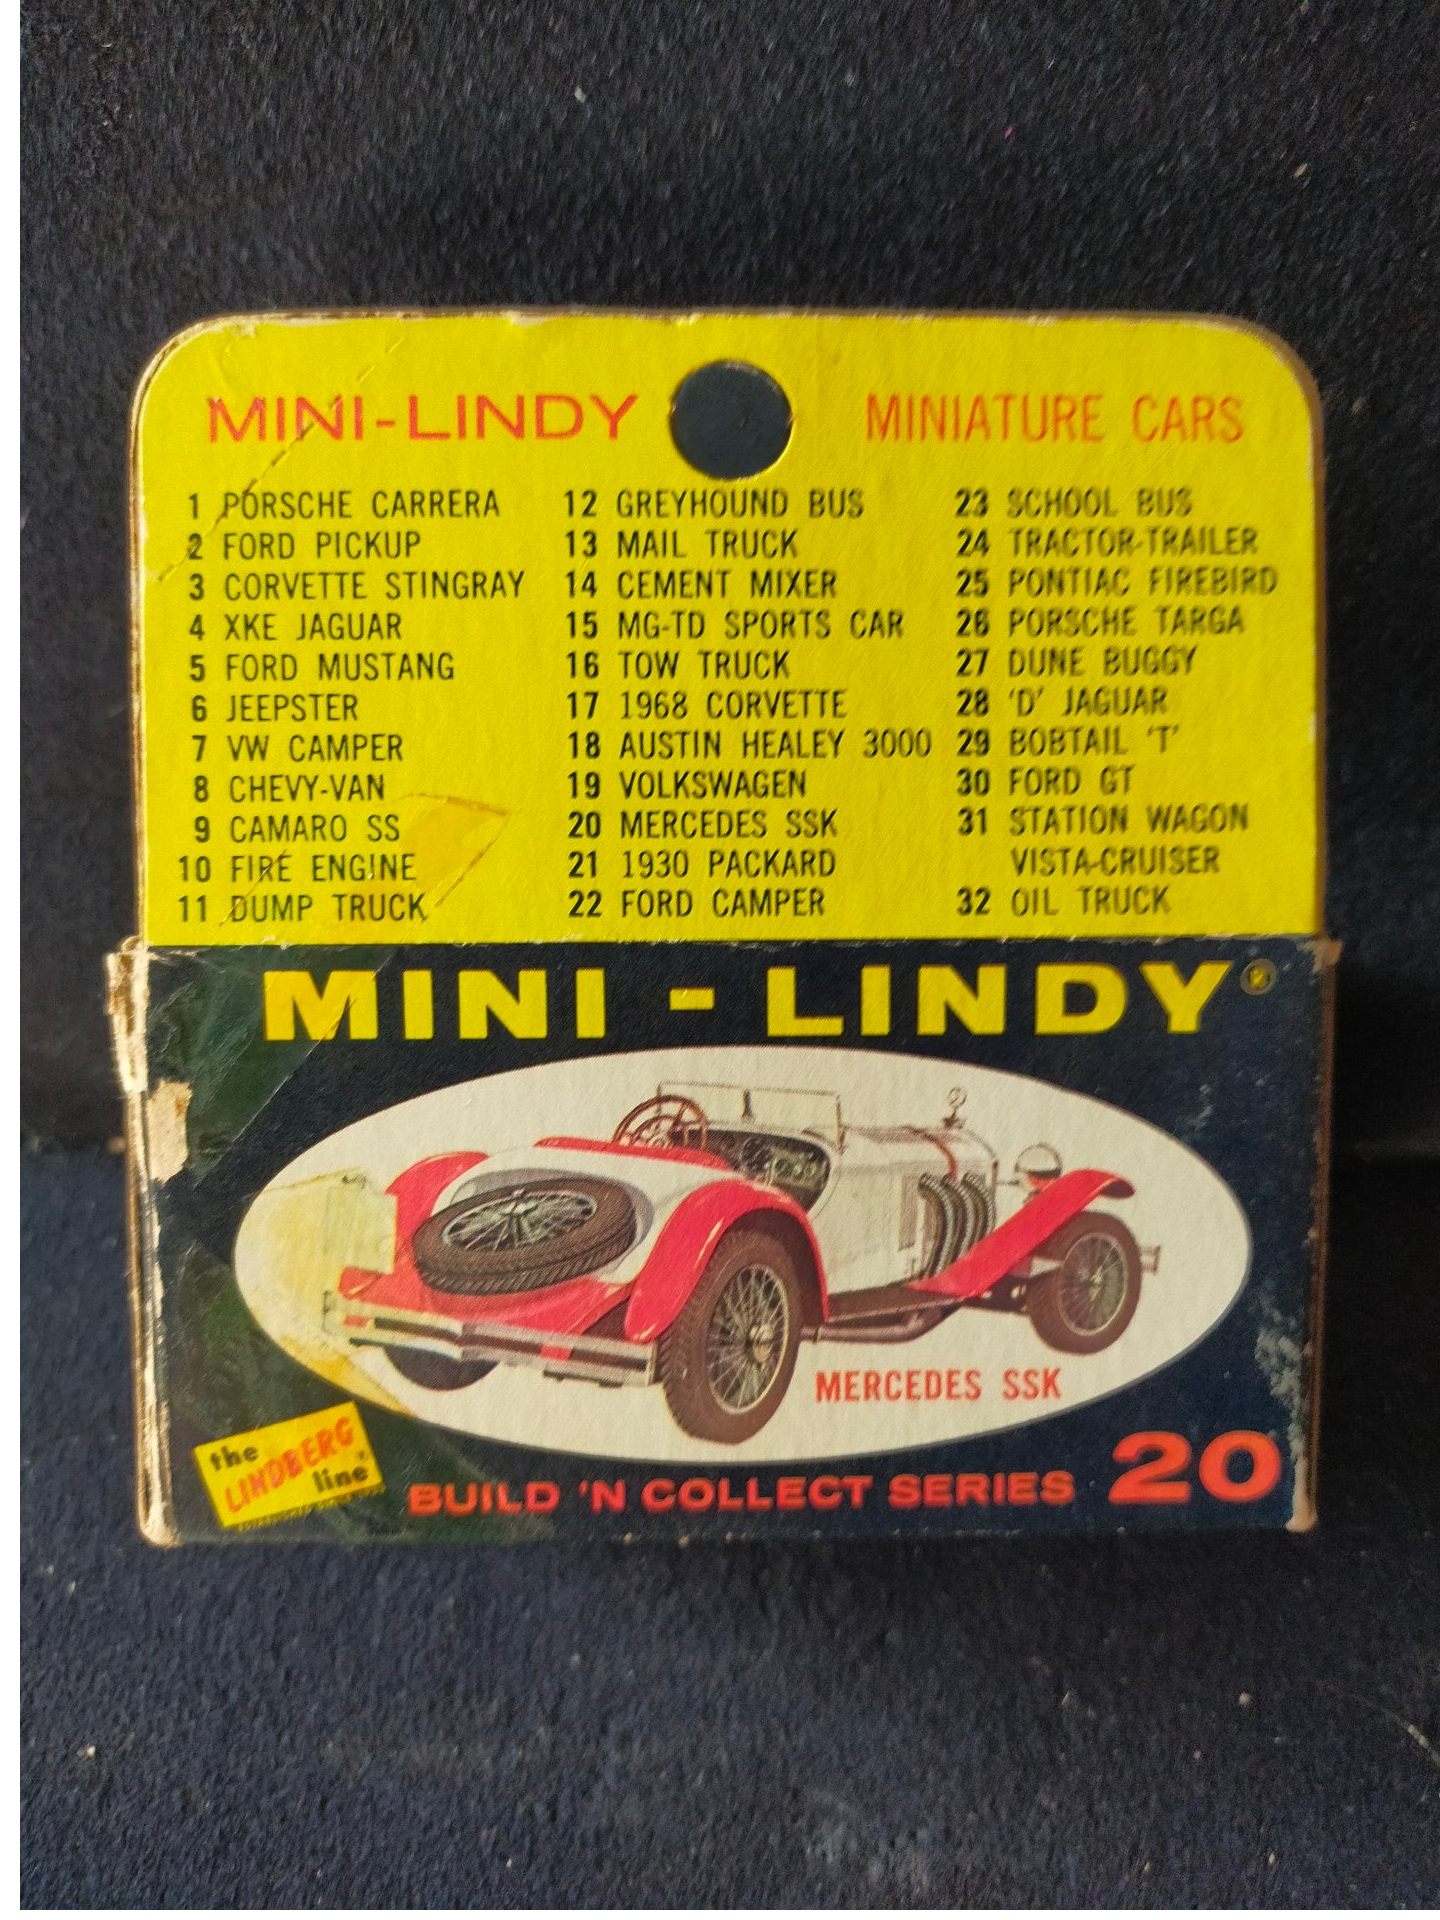 MINI-LINDY MINIATURE CARS
1 PORSCHE CARRERA
2 FORD PICKUP
3 CORVETTE STINGRAY
4 XKE JAGUAR
5 FORD MUSTANG
6 JEEPSTER
7 VW CAMPER
8 CHEVY-VAN
9 CAMARO SS
10 FIRE ENGINE
11 DUMP TRUCK
12 GREYHOUND BUS
13 MAIL TRUCK
14 CEMENT MIXER
15 MG-TD SPORTS CAR
16 TOW TRUCK
17 1968 CORVETTE
18 AUSTIN HEALEY 3000
19 VOLKSWAGEN
20 MERCEDES SSK
21 1930 PACKARD
22 FORD CAMPER
23 SCHOOL BUS
24 TRACTOR-TRAILER
25 PONTIAC FIREBIRD
26 PORSCHE TARGA
27 DUNE BUGGY
28 'D' JAGUAR
29 BOBTAIL 'T'
30 FORD GT
31 STATION WAGON
VISTA-CRUISER
32 OIL TRUCK
MINI - LINDY®
MERCEDES SSK
the
LINDBERG
line®
BUILD 'N COLLECT SERIES 20